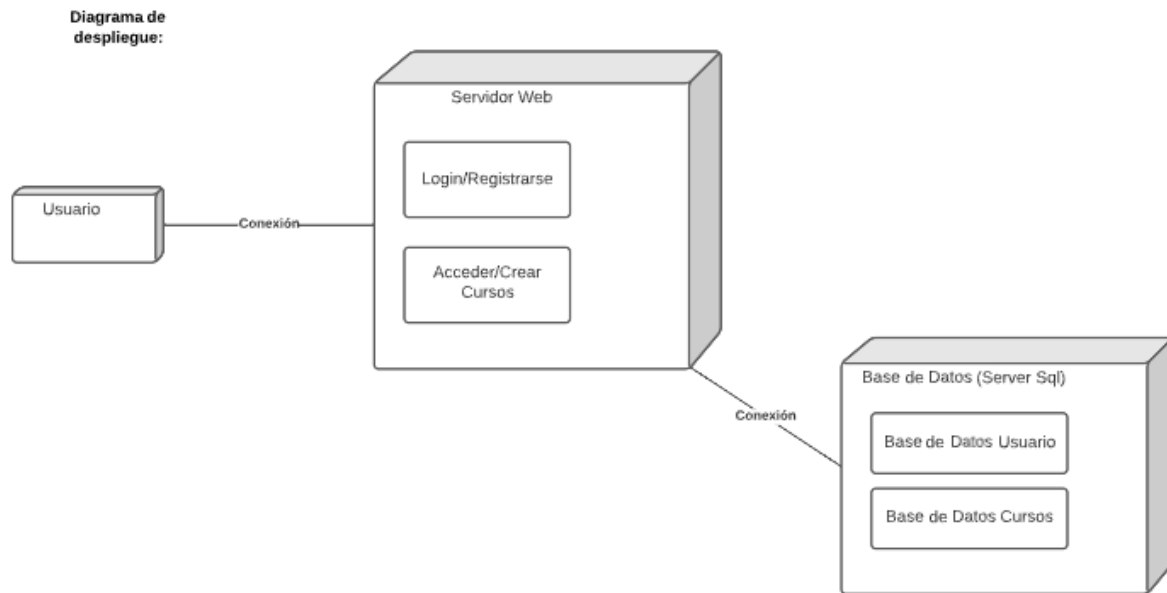 Diagrama de
despliegue:
Servidor Web
Login/Registrarse
Usuario
Conexión
Acceder/Crear
Cursos
Base de Datos (Server Sql)
Conexión
Base de Datos Usuario
Base de Datos Cursos